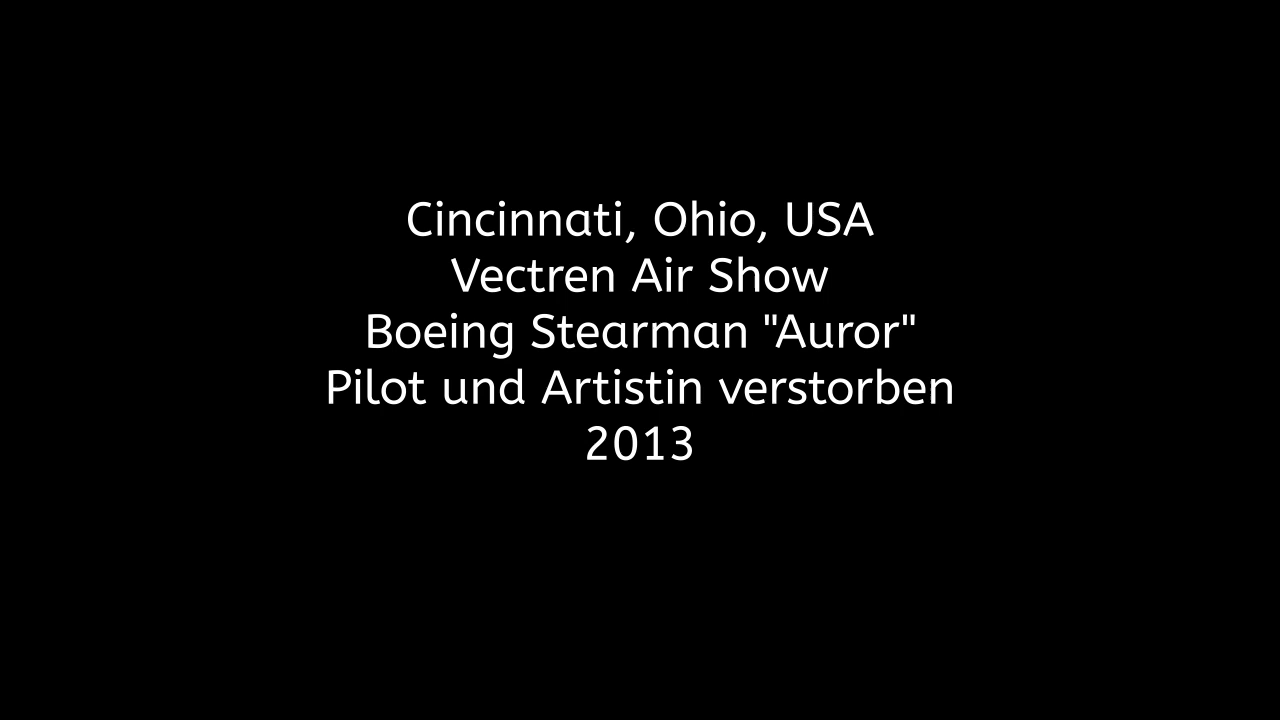 Cincinnati, Ohio, USA
Vectren Air Show
Boeing Stearman "Auror"
Pilot und Artistin verstorben
2013